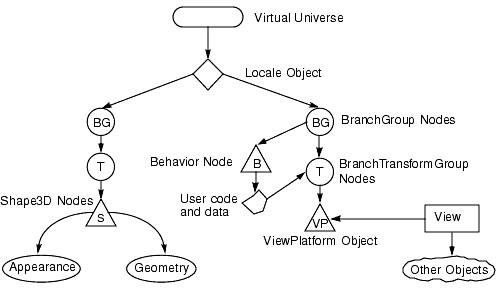 Virtual Universe
Locale Object
BG
BG
BranchGroup Nodes
Behavior Node
B
T
T
BranchTransformGroup
Nodes
Shape3D Nodes
S
User code
and data
VP
View
ViewPlatform Object
Appearance
Geometry
Other Objects